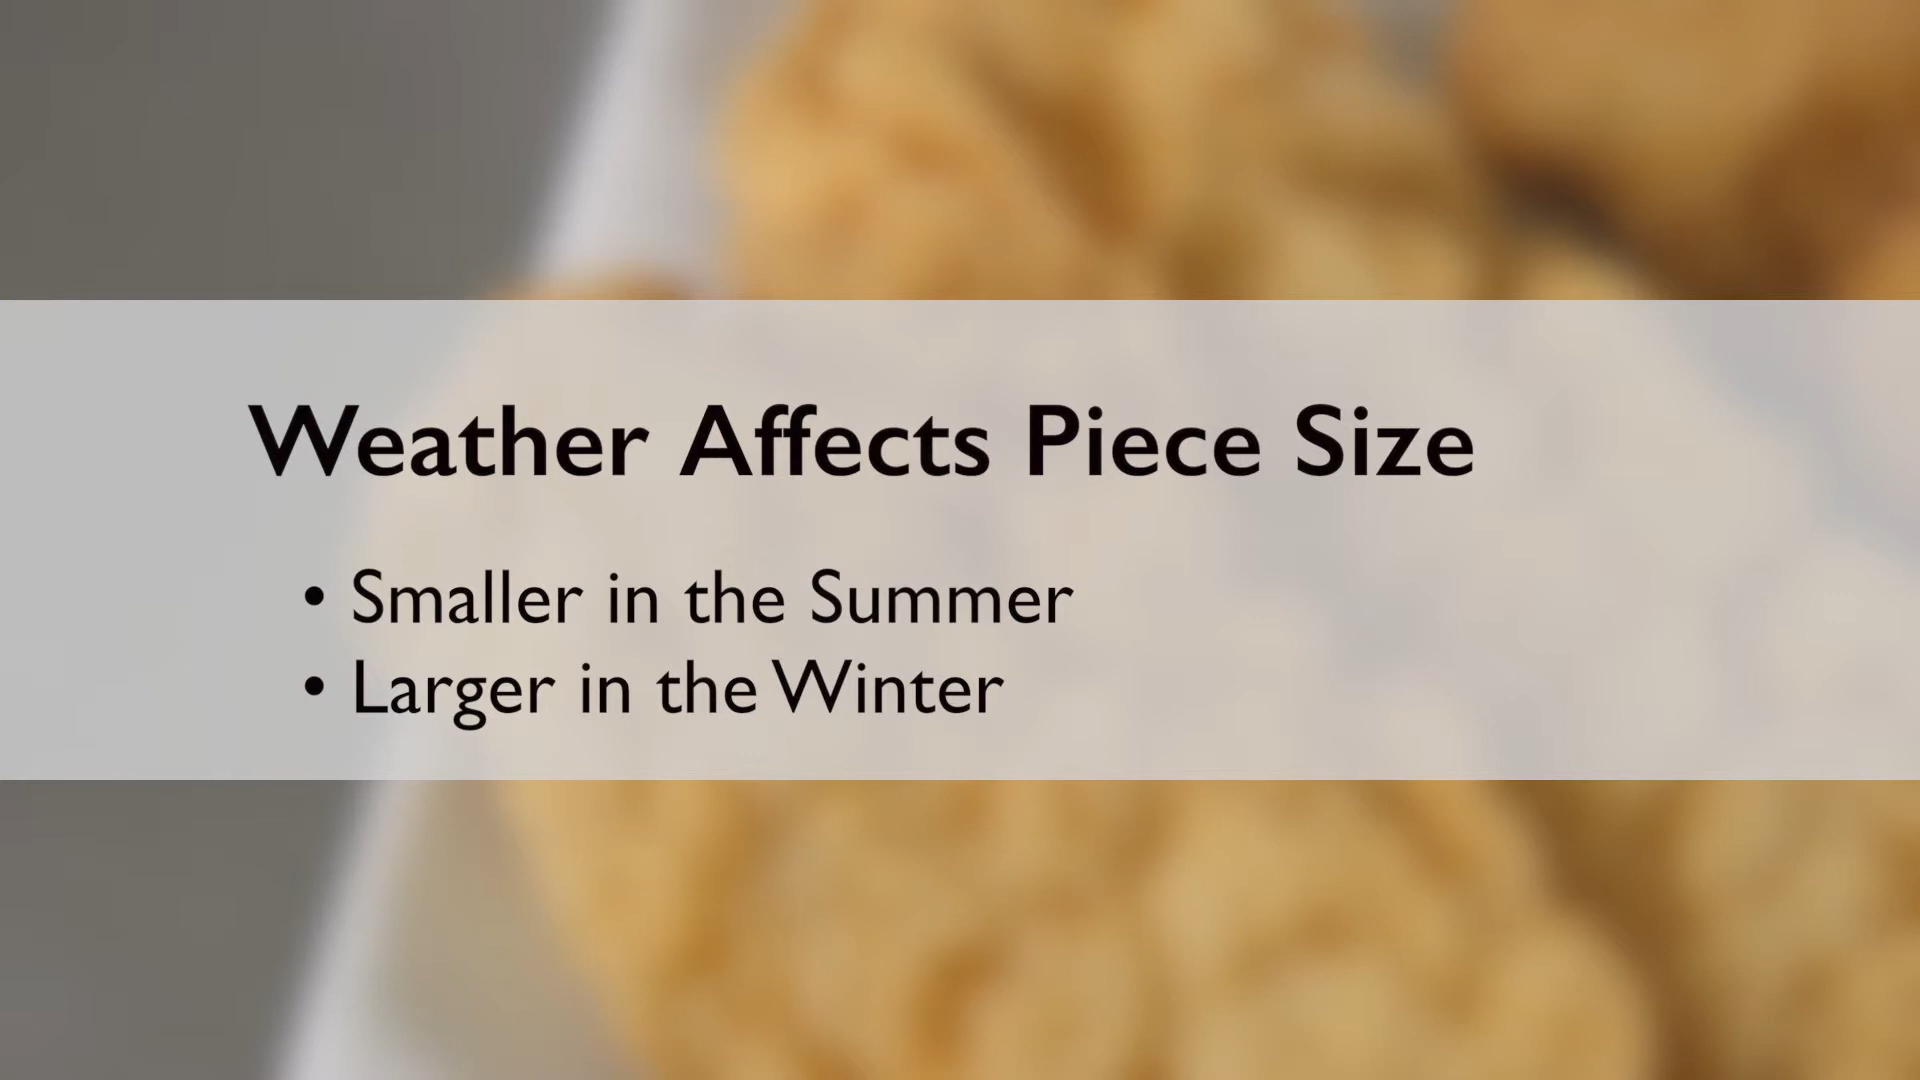 Weather Affects Piece Size
• Smaller in the Summer
• Larger in the Winter